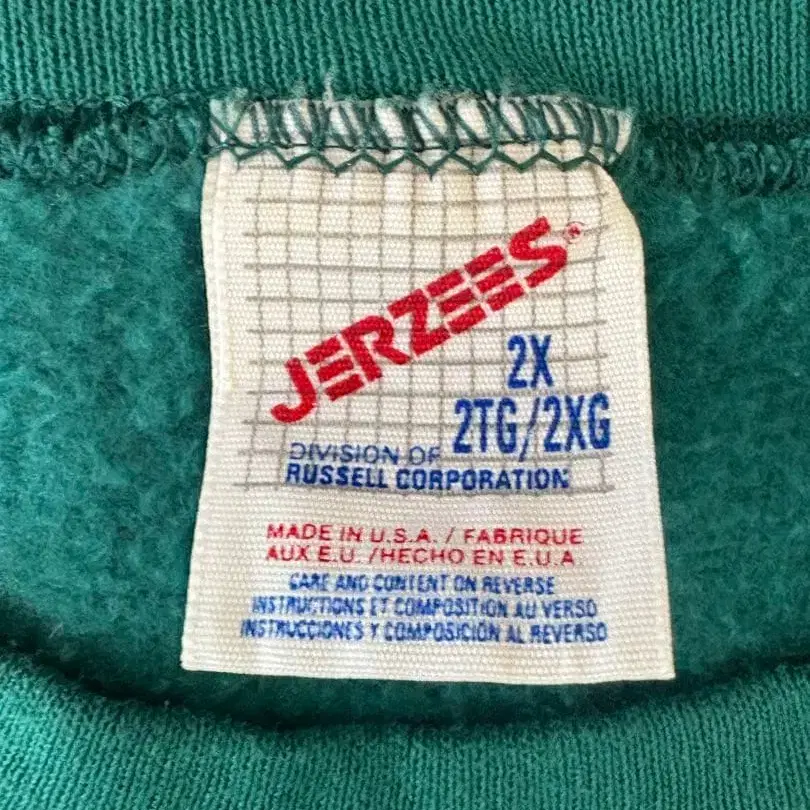 JERZEES®
2X
2TG/2XG
DIVISION OF
RUSSELL CORPORATION
MADE IN U.S.A. / FABRIQUE
AUX E.U. /HECHO EN E.U.A
CARE AND CONTENT ON REVERSE
INSTRUCTIONS ET COMPOSITION AU VERSO
INSTRUCCIONES Y COMPOSICION AL REVERSO